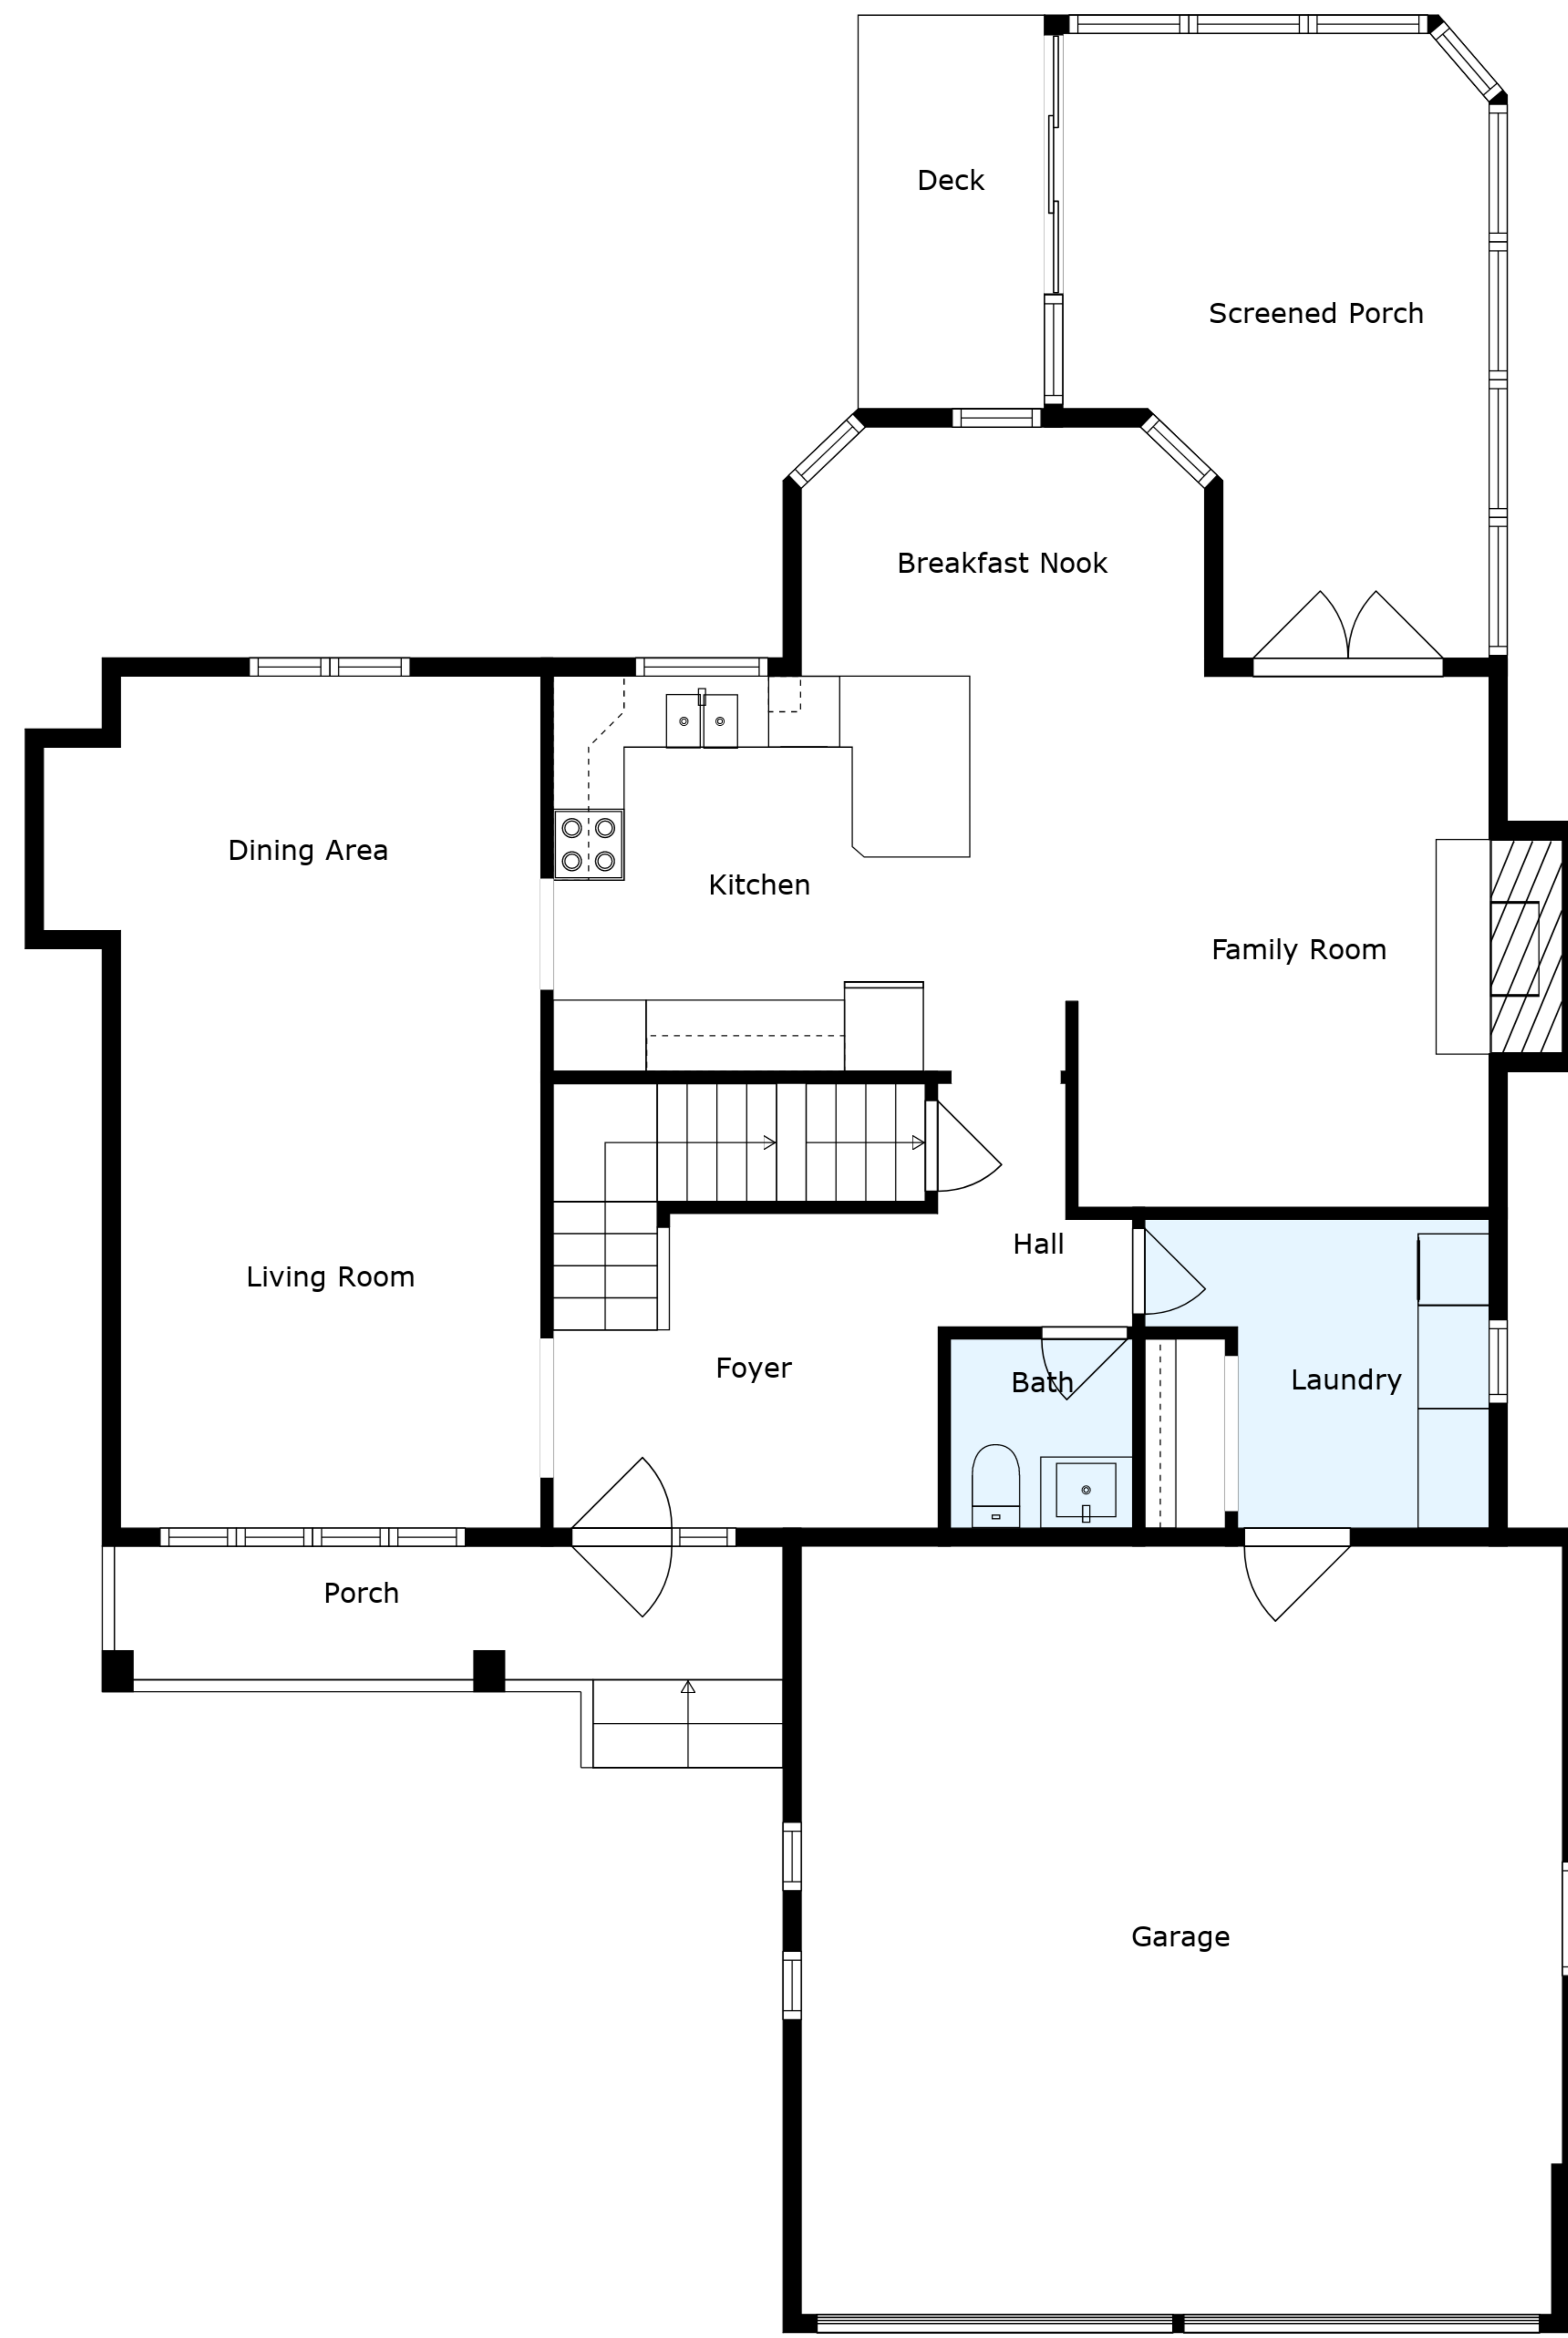 Deck
Screened Porch
Breakfast Nook
Dining Area
Kitchen
Family Room
Hall
Living Room
Foyer
Bath
Laundry
Porch
Garage